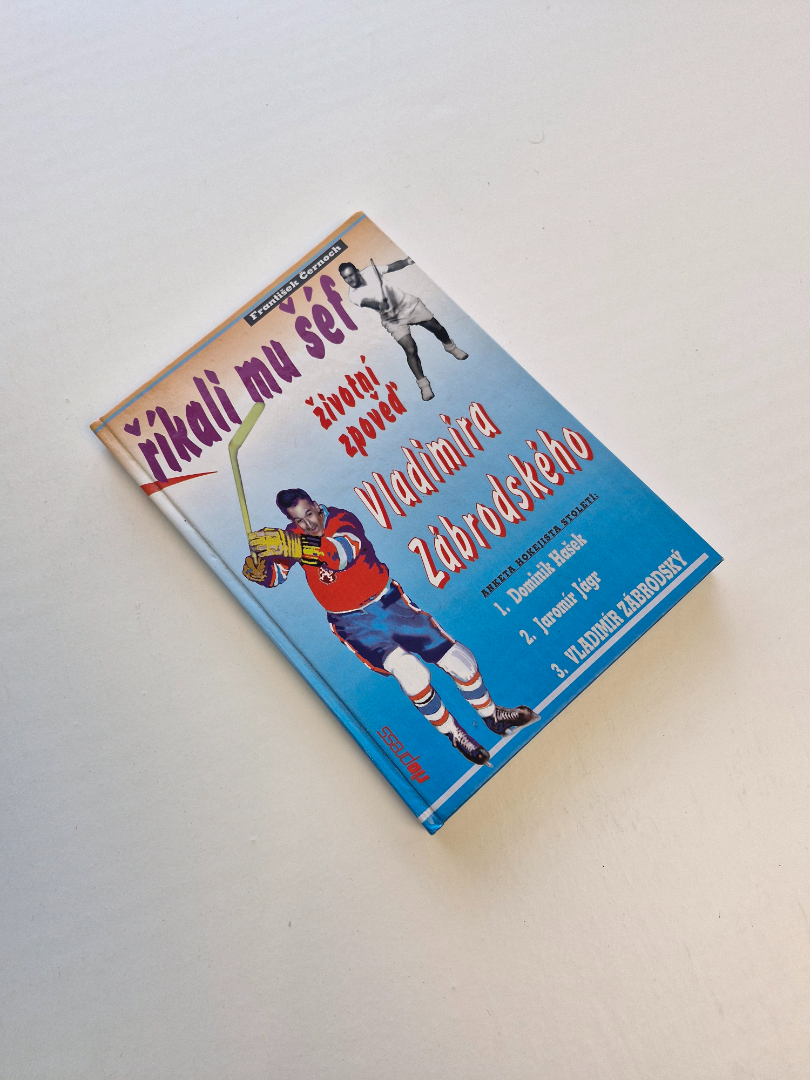 František Černoch
říkali mu šéf
životní
zpověď
Vladimíra
Zábrodského
ANKETA HOKEJISTA STOLETÍ:
1. Dominik Hašek
2. Jaromír Jágr
3. VLADIMÍR ZÁBRODSKÝ